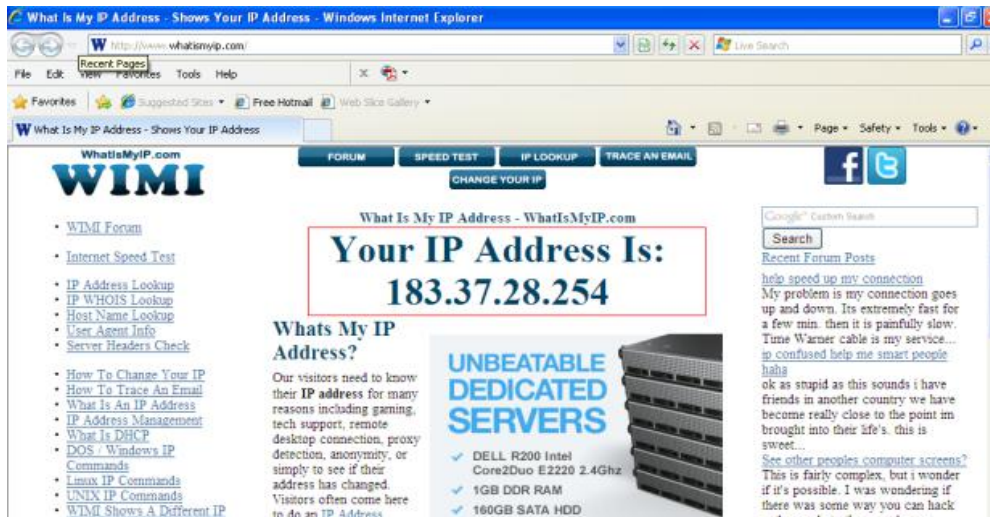 What Is My IP Address - Shows Your IP Address - Windows Internet Explorer
http://www.whatismyip.com/
Live Search
Recent Pages
File Edit View Favorites Tools Help
Favorites Suggested Sites Free Hotmail Web Slice Gallery
What Is My IP Address - Shows Your IP Address
Page Safety Tools
WhatIsMyIP.com
WIMI
FORUM SPEED TEST IP LOOKUP TRACE AN EMAIL
CHANGE YOUR IP
• WIMI Forum
• Internet Speed Test
• IP Address Lookup
• IP WHOIS Lookup
• Host Name Lookup
• User Agent Info
• Server Headers Check
• How To Change Your IP
• How To Trace An Email
• What Is An IP Address
• IP Address Management
• What Is DHCP
• DOS / Windows IP
Commands
• Linux IP Commands
• UNIX IP Commands
• WIMI Shows A Different IP
What Is My IP Address - WhatIsMyIP.com
Your IP Address Is:
183.37.28.254
Whats My IP
Address?
Our visitors need to know
their IP address for many
reasons including gaming,
tech support, remote
desktop connection, proxy
detection, anonymity, or
simply to see if their
address has changed.
Visitors often come here
to do an IP Address
UNBEATABLE
DEDICATED
SERVERS
DELL R200 Intel
Core2Duo E2220 2.4Ghz
1GB DDR RAM
160GB SATA HDD
Google™ Custom Search
Search
Recent Forum Posts
help speed up my connection
My problem is my connection goes
up and down. Its extremely fast for
a few min. then it is painfully slow.
Time Warner cable is my service...
ip confused help me smart people
haha
ok as stupid as this sounds i have
friends in another country we have
become really close to the point im
brought into their life's. this is
sweet...
See other peoples computer screens?
This is fairly complex, but i wonder
if it's possible. I was wondering if
there was some way you can hack